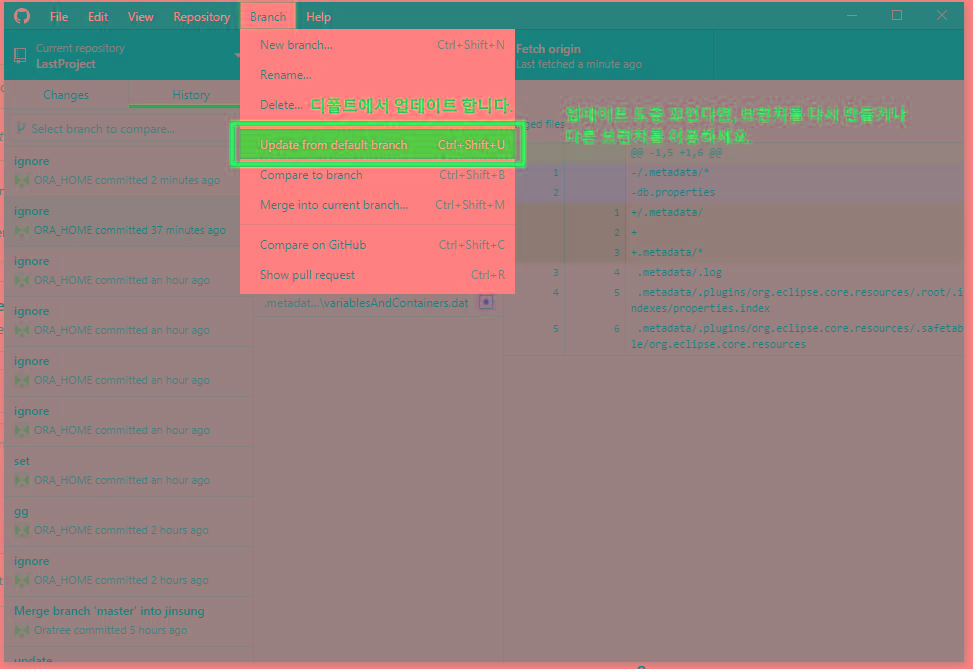 File Edit View Repository Branch Help
Current repository
LastProject
Fetch origin
Last fetched a minute ago
Changes
History
Select branch to compare...
ignore
ORA_HOME committed 2 minutes ago
ignore
ORA_HOME committed 37 minutes ago
ignore
ORA_HOME committed an hour ago
ignore
ORA_HOME committed an hour ago
ignore
ORA_HOME committed an hour ago
ignore
ORA_HOME committed an hour ago
set
ORA_HOME committed an hour ago
gg
ORA_HOME committed 2 hours ago
ignore
ORA_HOME committed 2 hours ago
Merge branch 'master' into jinsung
Oratree committed 5 hours ago
update
New branch... Ctrl+Shift+N
Rename...
Delete... 디폴트에서 업데이트 합니다.
Update from default branch Ctrl+Shift+U
Compare to branch Ctrl+Shift+B
Merge into current branch... Ctrl+Shift+M
Compare on GitHub Ctrl+Shift+C
Show pull request Ctrl+R
.metadat...\variablesAndContainers.dat
files
업데이트 도중 꼬인다면, 브런치를 다시 만들거나
다른 브런치를 이용하세요.
@@ -1,5 +1,6 @@
1 -/.metadata/*
2 -db.properties
1 +/.metadata/
2 +
3 +.metadata/*
3 4 .metadata/.log
4 5 .metadata/.plugins/org.eclipse.core.resources/.root/.i
ndexes/properties.index
5 6 .metadata/.plugins/org.eclipse.core.resources/.safetab
le/org.eclipse.core.resources